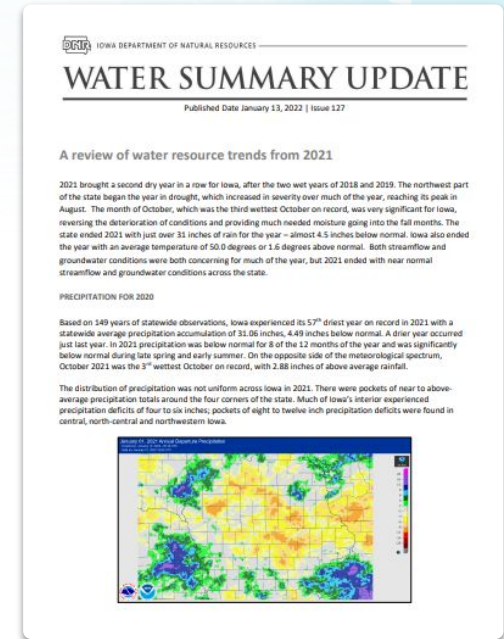 DNR IOWA DEPARTMENT OF NATURAL RESOURCES
WATER SUMMARY UPDATE
Published Date January 13, 2022 | Issue 127
A review of water resource trends from 2021
2021 brought a second dry year in a row for Iowa, after the two wet years of 2018 and 2019. The northwest part
of the state began the year in drought, which increased in severity over much of the year, reaching its peak in
August. The month of October, which was the third wettest October on record, was very significant for Iowa,
reversing the deterioration of conditions and providing much needed moisture going into the fall months. The
state ended 2021 with just over 31 inches of rain for the year – almost 4.5 inches below normal. Iowa also ended
the year with an average temperature of 50.0 degrees or 1.6 degrees above normal. Both streamflow and
groundwater conditions were both concerning for much of the year, but 2021 ended with near normal
streamflow and groundwater conditions across the state.
PRECIPITATION FOR 2020
Based on 149 years of statewide observations, Iowa experienced its 57th driest year on record in 2021 with a
statewide average precipitation accumulation of 31.06 inches, 4.49 inches below normal. A drier year occurred
just last year. In 2021 precipitation was below normal for 8 of the 12 months of the year and was significantly
below normal during late spring and early summer. On the opposite side of the meteorological spectrum,
October 2021 was the 3rd wettest October on record, with 2.88 inches of above average rainfall.
The distribution of precipitation was not uniform across Iowa in 2021. There were pockets of near to above-
average precipitation totals around the four corners of the state. Much of Iowa's interior experienced
precipitation deficits of four to six inches; pockets of eight to twelve inch precipitation deficits were found in
central, north-central and northwestern Iowa.
January 01, 2021 Annual Departure Precipitation